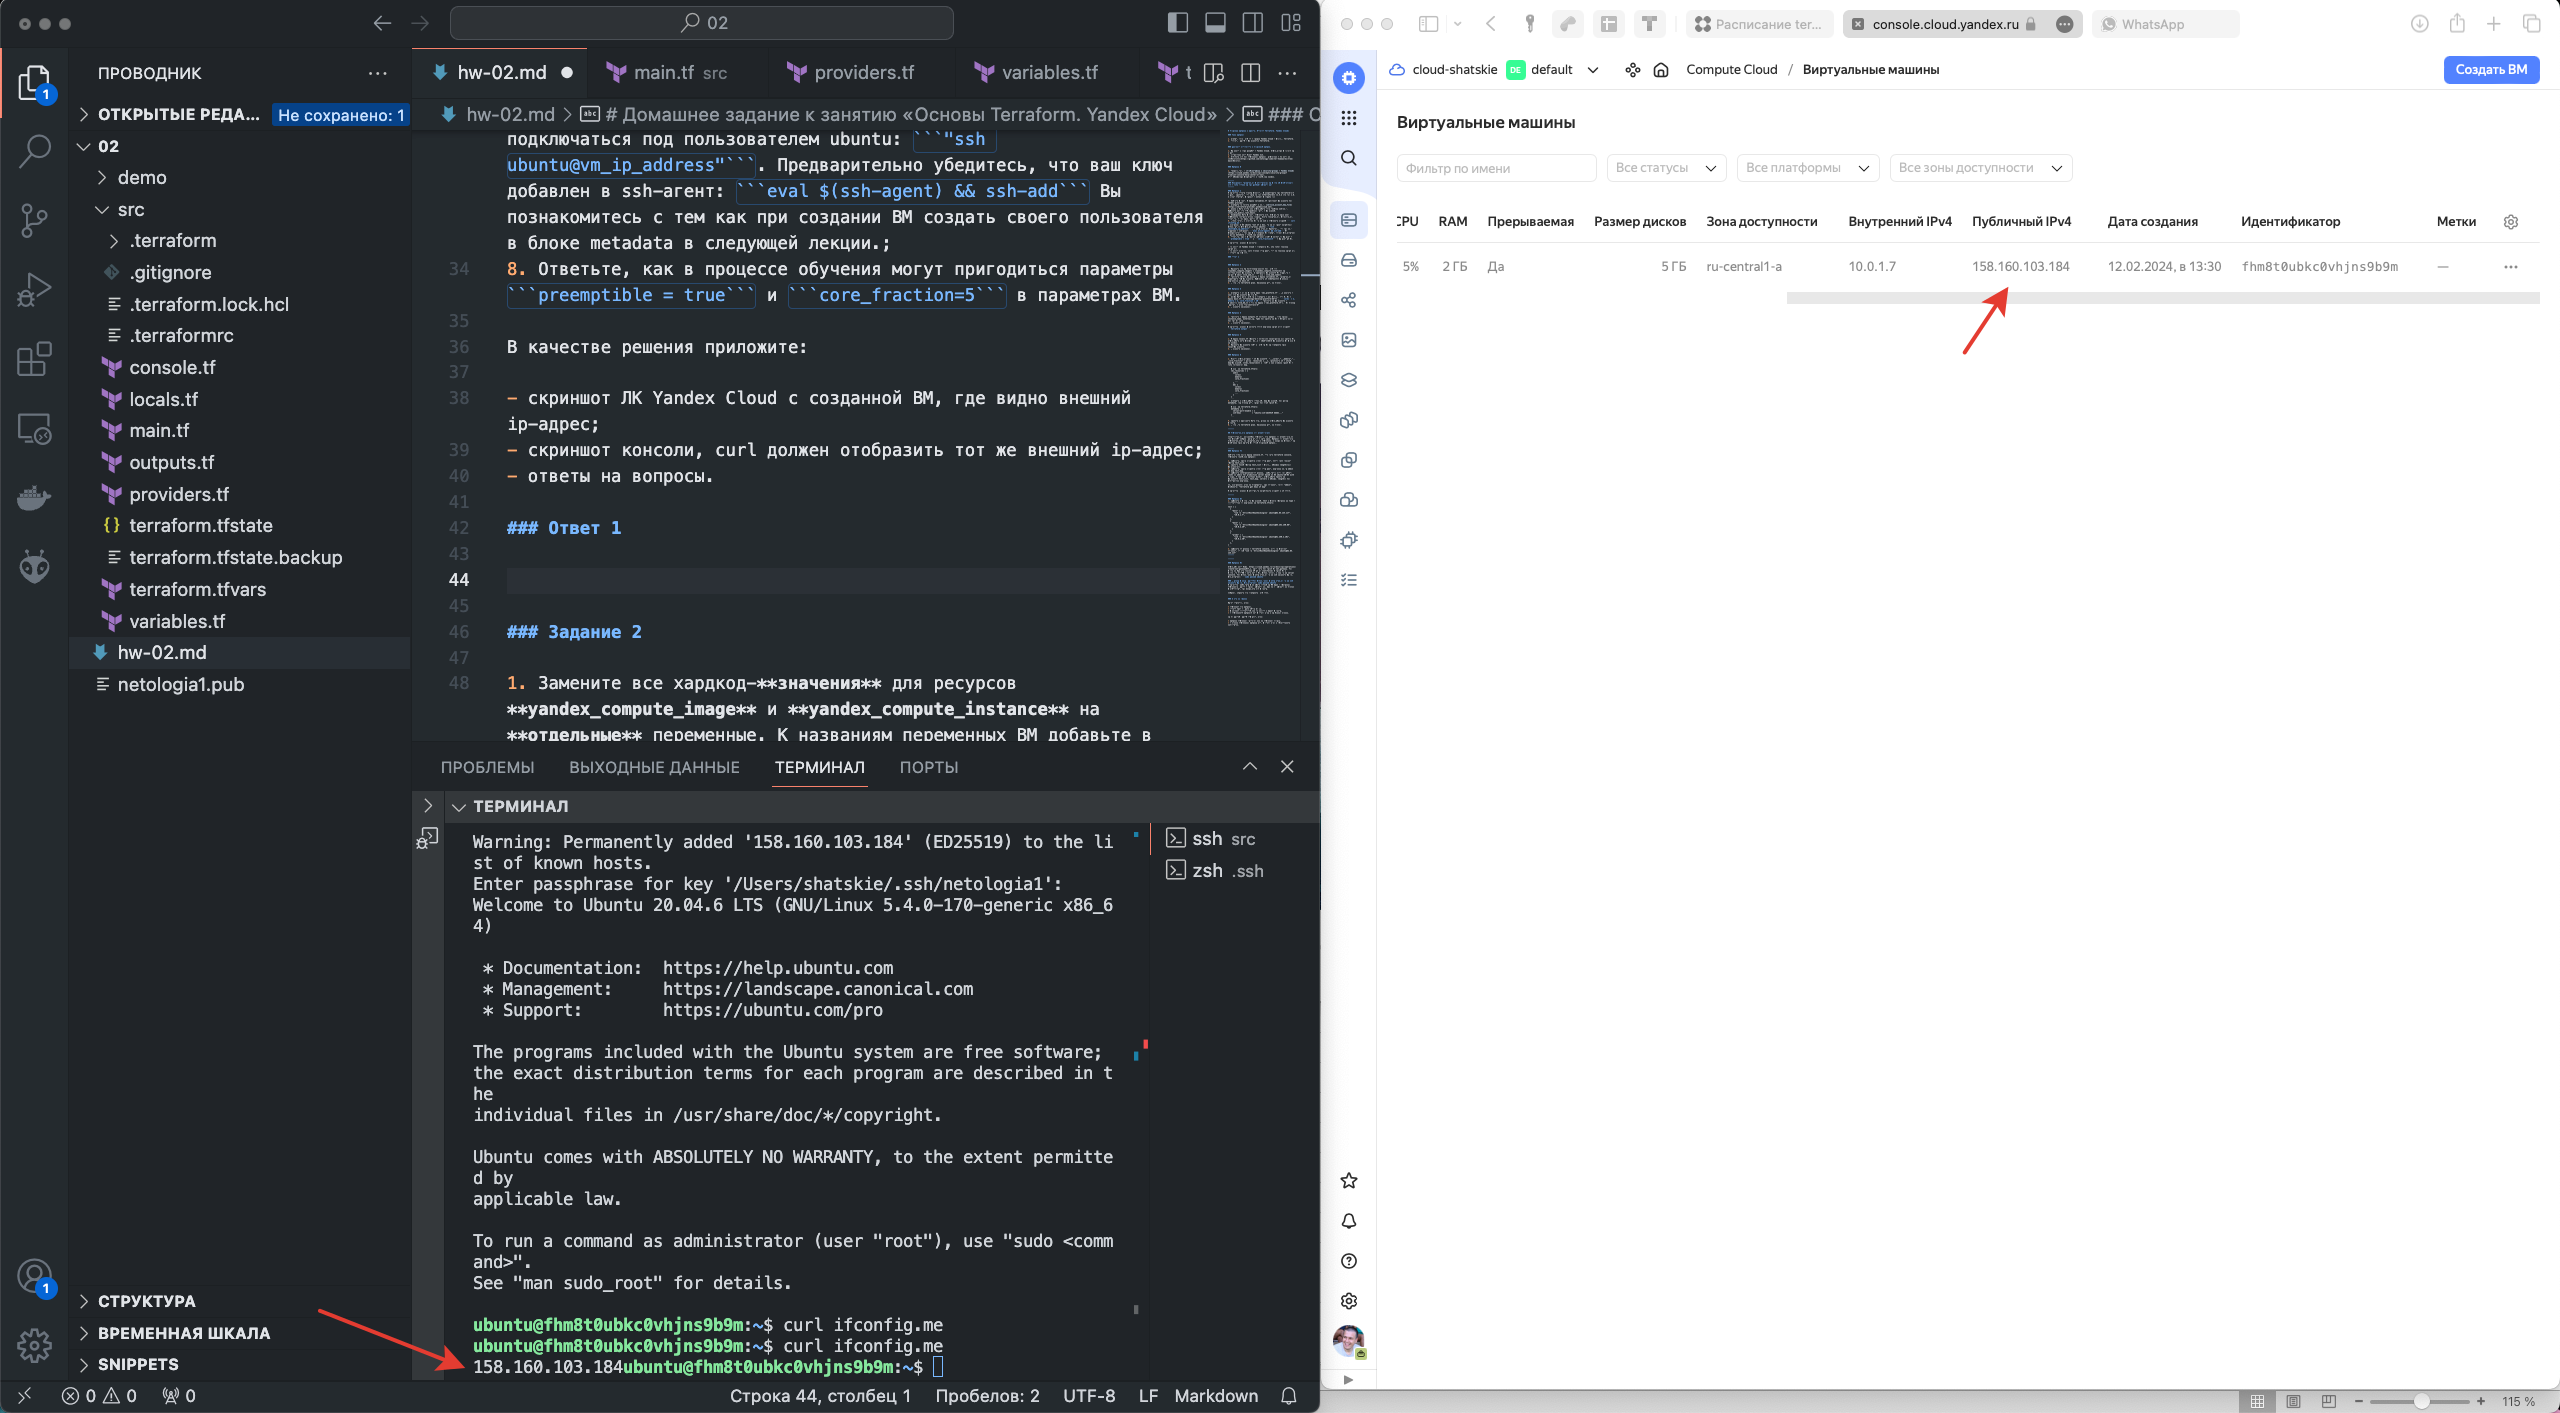 02
ПРОВОДНИК
ОТКРЫТЫЕ РЕДА... Не сохранено: 1
02
demo
src
.terraform
.gitignore
.terraform.lock.hcl
.terraformrc
console.tf
locals.tf
main.tf
outputs.tf
providers.tf
terraform.tfstate
terraform.tfstate.backup
terraform.tfvars
variables.tf
hw-02.md
netologia1.pub
СТРУКТУРА
ВРЕМЕННАЯ ШКАЛА
SNIPPETS
1
1
hw-02.md main.tf src providers.tf variables.tf t
hw-02.md > # Домашнее задание к занятию «Основы Terraform. Yandex Cloud» > ### О
подключаться под пользователем ubuntu: ```"ssh
ubuntu@vm_ip_address"```. Предварительно убедитесь, что ваш ключ
добавлен в ssh-агент: ```eval $(ssh-agent) && ssh-add``` Вы
познакомитесь с тем как при создании ВМ создать своего пользователя
в блоке metadata в следующей лекции.;
34 8. Ответьте, как в процессе обучения могут пригодиться параметры
```preemptible = true``` и ```core_fraction=5``` в параметрах ВМ.
35
36 В качестве решения приложите:
37
38 - скриншот ЛК Yandex Cloud с созданной ВМ, где видно внешний
ip-адрес;
39 - скриншот консоли, curl должен отобразить тот же внешний ip-адрес;
40 - ответы на вопросы.
41
42 ### Ответ 1
43
44
45
46 ### Задание 2
47
48 1. Замените все хардкод-**значения** для ресурсов
**yandex_compute_image** и **yandex_compute_instance** на
**отдельные** переменные. К названиям переменных ВМ добавьте в
ПРОБЛЕМЫ ВЫХОДНЫЕ ДАННЫЕ ТЕРМИНАЛ ПОРТЫ
ТЕРМИНАЛ
ssh src
zsh .ssh
Warning: Permanently added '158.160.103.184' (ED25519) to the li
st of known hosts.
Enter passphrase for key '/Users/shatskie/.ssh/netologia1':
Welcome to Ubuntu 20.04.6 LTS (GNU/Linux 5.4.0-170-generic x86_6
4)
* Documentation: https://help.ubuntu.com
* Management: https://landscape.canonical.com
* Support: https://ubuntu.com/pro
The programs included with the Ubuntu system are free software;
the exact distribution terms for each program are described in t
he
individual files in /usr/share/doc/*/copyright.
Ubuntu comes with ABSOLUTELY NO WARRANTY, to the extent permitte
d by
applicable law.
To run a command as administrator (user "root"), use "sudo <comm
and>".
See "man sudo_root" for details.
ubuntu@fhm8t0ubkc0vhjns9b9m:~$ curl ifconfig.me
ubuntu@fhm8t0ubkc0vhjns9b9m:~$ curl ifconfig.me
158.160.103.184ubuntu@fhm8t0ubkc0vhjns9b9m:~$
0 0 0 Строка 44, столбец 1 Пробелов: 2 UTF-8 LF Markdown
Расписание ter... console.cloud.yandex.ru WhatsApp
cloud-shatskie DE default Compute Cloud / Виртуальные машины Создать ВМ
Виртуальные машины
Фильтр по имени Все статусы Все платформы Все зоны доступности
CPU RAM Прерываемая Размер дисков Зона доступности Внутренний IPv4 Публичный IPv4 Дата создания Идентификатор Метки
5% 2 ГБ Да 5 ГБ ru-central1-a 10.0.1.7 158.160.103.184 12.02.2024, в 13:30 fhm8t0ubkc0vhjns9b9m —
115 %